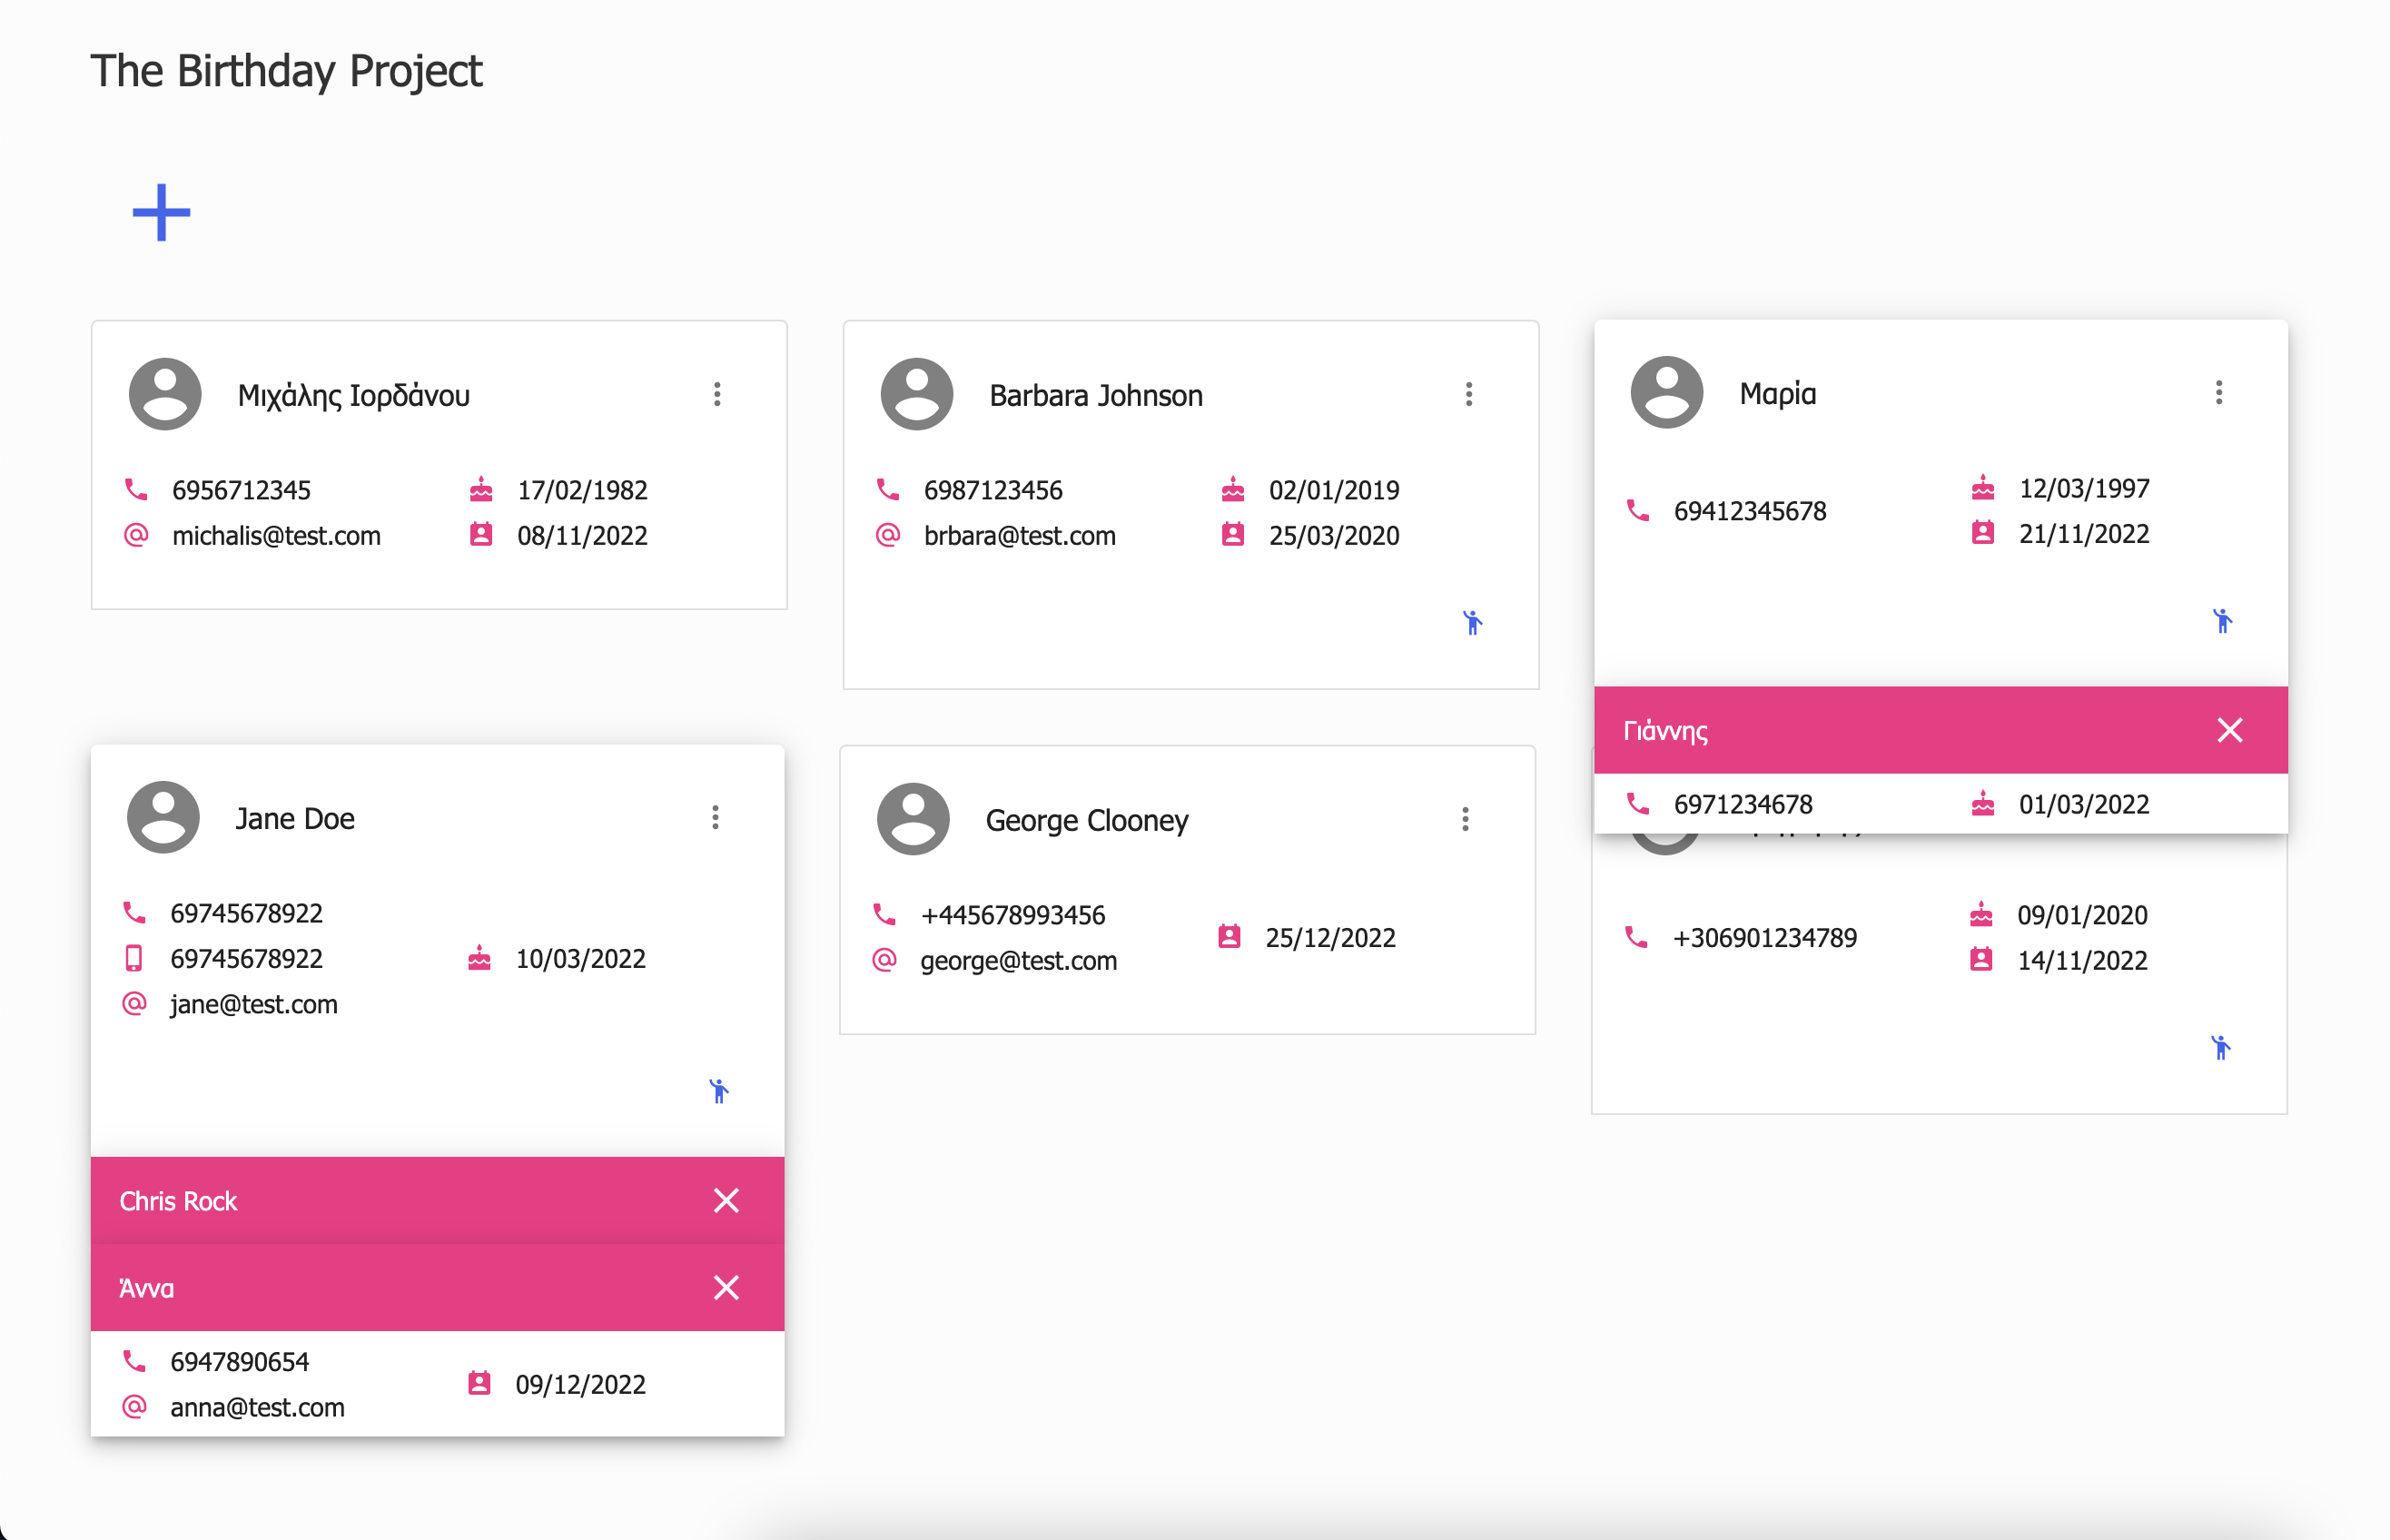 The Birthday Project
Μιχάλης Ιορδάνου
6956712345
17/02/1982
michalis@test.com
08/11/2022
Barbara Johnson
6987123456
02/01/2019
brbara@test.com
25/03/2020
Μαρία
69412345678
12/03/1997
21/11/2022
Γιάννης
6971234678
01/03/2022
Jane Doe
69745678922
69745678922
10/03/2022
jane@test.com
Chris Rock
Άννα
6947890654
anna@test.com
09/12/2022
George Clooney
+445678993456
george@test.com
25/12/2022
+306901234789
09/01/2020
14/11/2022